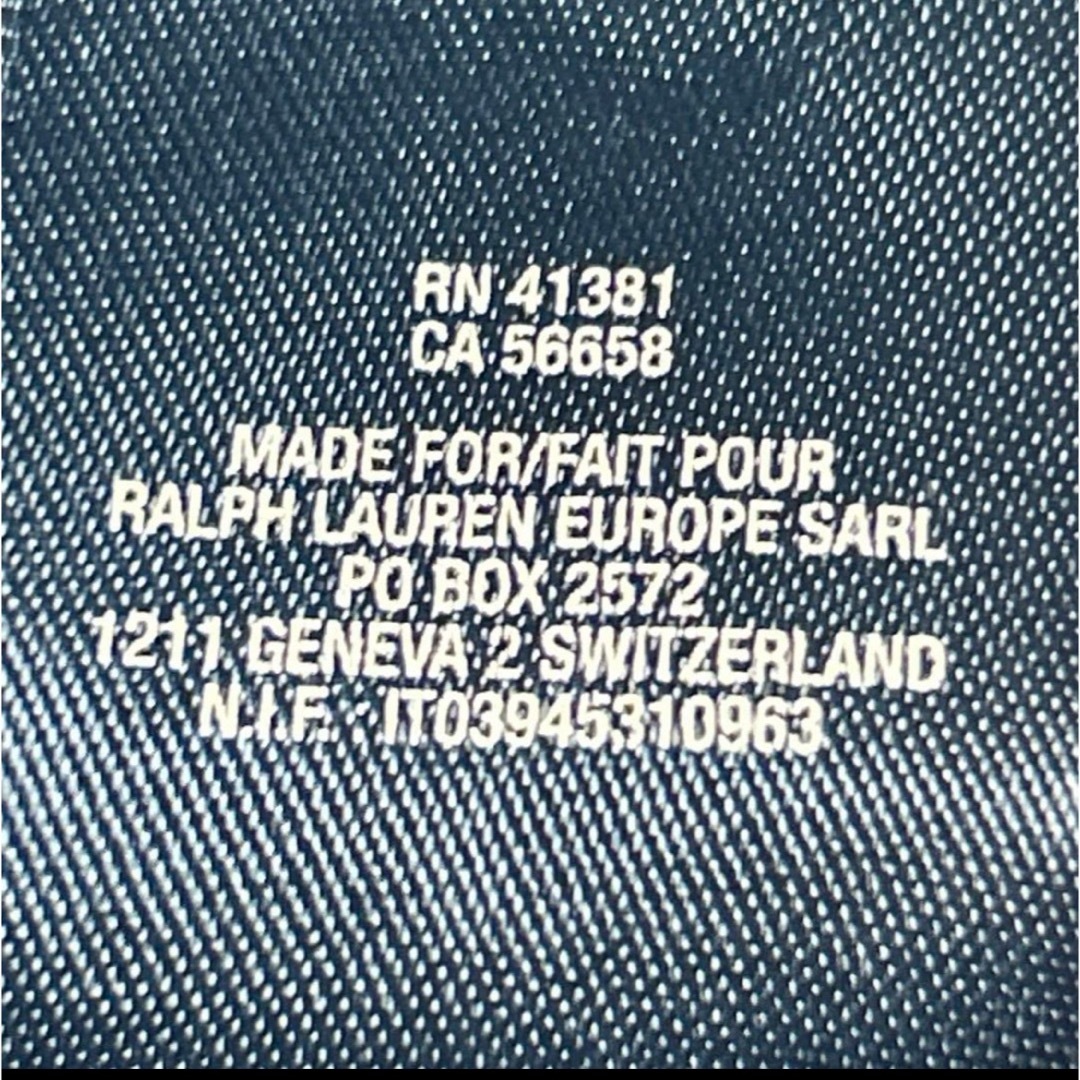 RN 41381
CA 56658
MADE FOR/FAIT POUR
RALPH LAUREN EUROPE SARL
PO BOX 2572
1211 GENEVA 2 SWITZERLAND
N.I.F. : IT03945310963